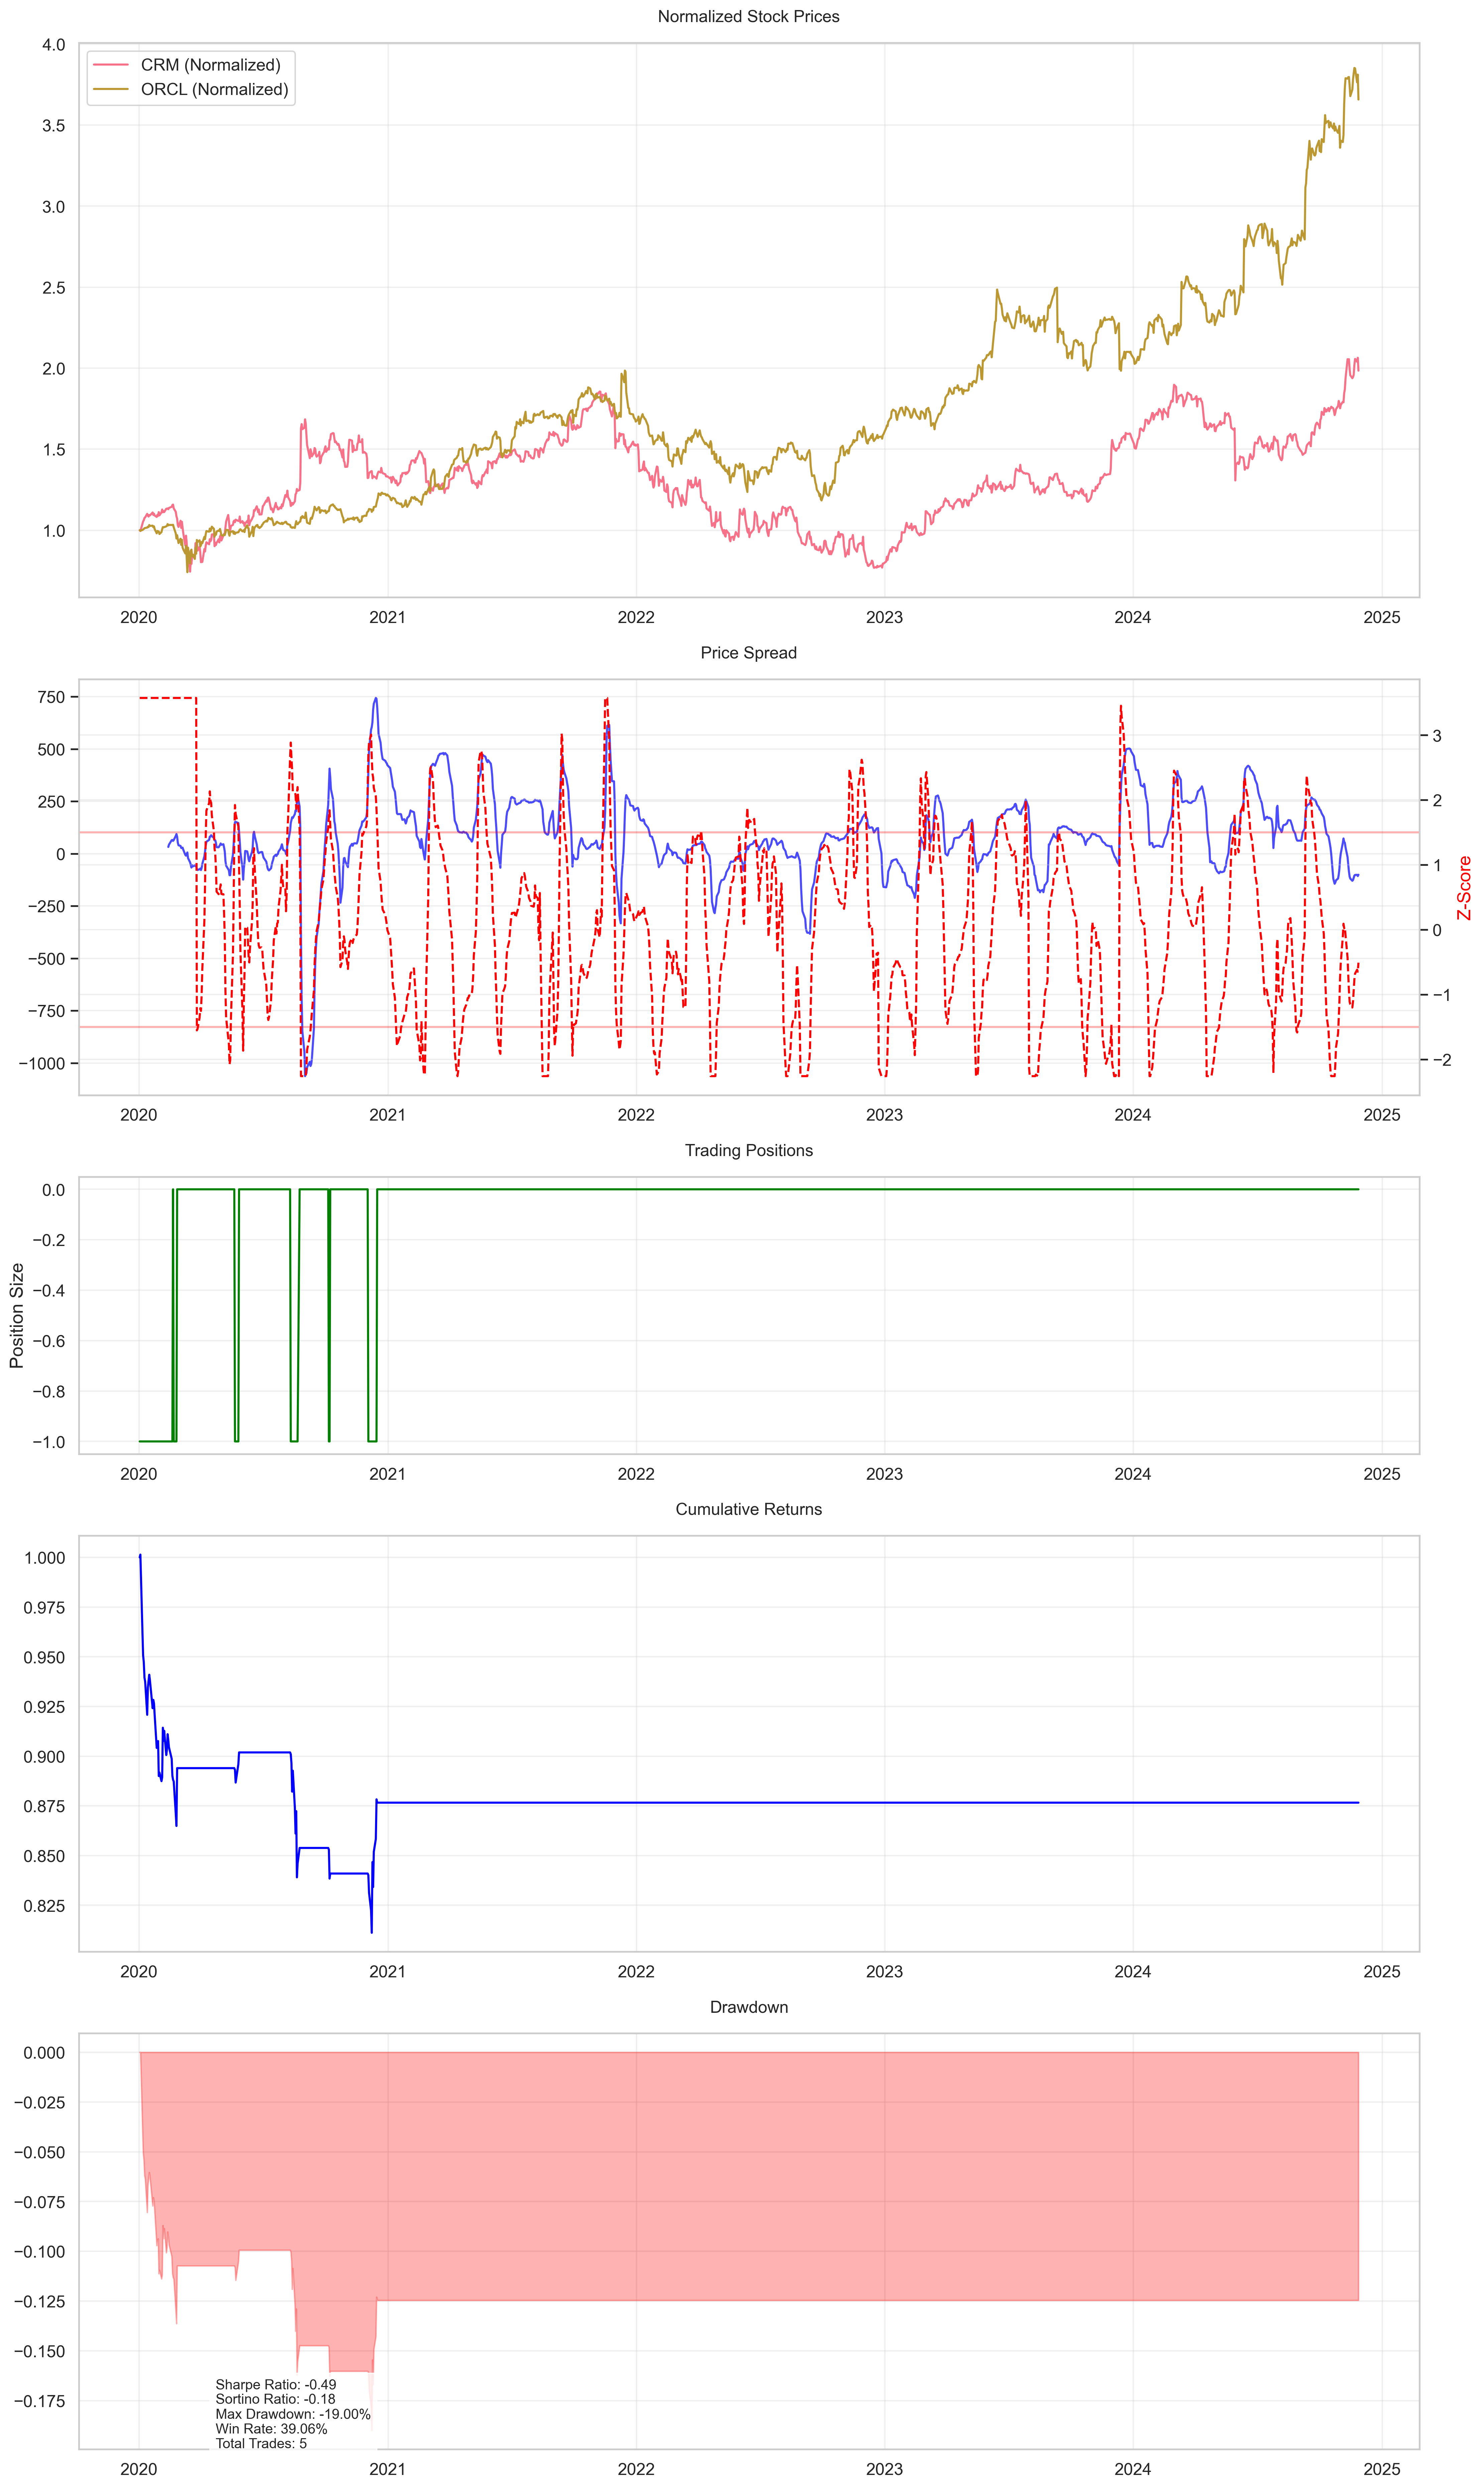 Normalized Stock Prices
CRM (Normalized)
ORCL (Normalized)
4.0
3.5
3.0
2.5
2.0
1.5
1.0
2020 2021 2022 2023 2024 2025
Price Spread
750
500
250
0
−250
−500
−750
−1000
3
2
1
0
−1
−2
Z-Score
2020 2021 2022 2023 2024 2025
Trading Positions
Position Size
0.0
−0.2
−0.4
−0.6
−0.8
−1.0
2020 2021 2022 2023 2024 2025
Cumulative Returns
1.000
0.975
0.950
0.925
0.900
0.875
0.850
0.825
2020 2021 2022 2023 2024 2025
Drawdown
0.000
−0.025
−0.050
−0.075
−0.100
−0.125
−0.150
−0.175
Sharpe Ratio: -0.49
Sortino Ratio: -0.18
Max Drawdown: -19.00%
Win Rate: 39.06%
Total Trades: 5
2020 2021 2022 2023 2024 2025